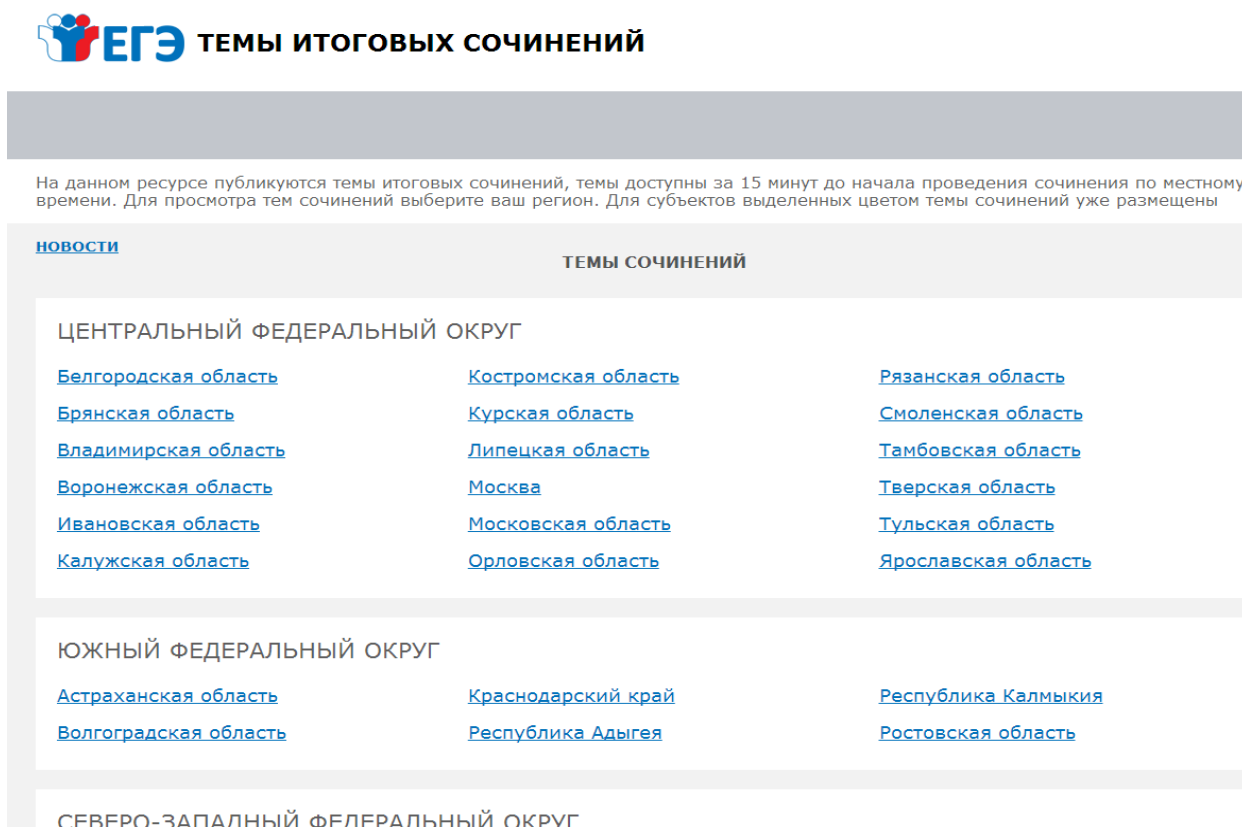 ЕГЭ ТЕМЫ ИТОГОВЫХ СОЧИНЕНИЙ
На данном ресурсе публикуются темы итоговых сочинений, темы доступны за 15 минут до начала проведения сочинения по местному
времени. Для просмотра тем сочинений выберите ваш регион. Для субъектов выделенных цветом темы сочинений уже размещены
НОВОСТИ
ТЕМЫ СОЧИНЕНИЙ
ЦЕНТРАЛЬНЫЙ ФЕДЕРАЛЬНЫЙ ОКРУГ
Белгородская область Костромская область Рязанская область
Брянская область Курская область Смоленская область
Владимирская область Липецкая область Тамбовская область
Воронежская область Москва Тверская область
Ивановская область Московская область Тульская область
Калужская область Орловская область Ярославская область
ЮЖНЫЙ ФЕДЕРАЛЬНЫЙ ОКРУГ
Астраханская область Краснодарский край Республика Калмыкия
Волгоградская область Республика Адыгея Ростовская область
СЕВЕРО-ЗАПАДНЫЙ ФЕДЕРАЛЬНЫЙ ОКРУГ